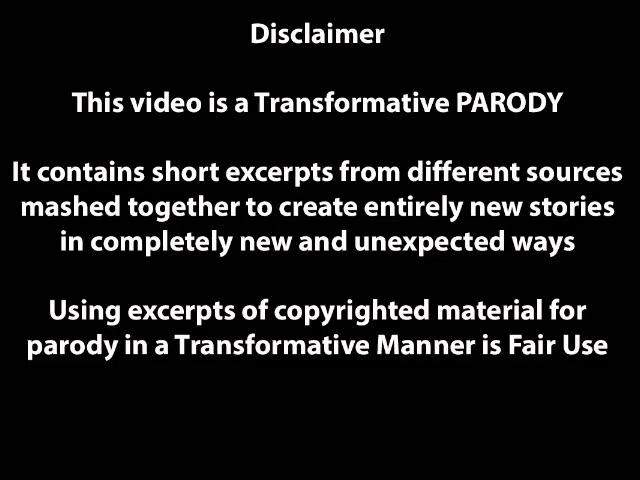 Disclaimer
This video is a Transformative PARODY
It contains short excerpts from different sources
mashed together to create entirely new stories
in completely new and unexpected ways
Using excerpts of copyrighted material for
parody in a Transformative Manner is Fair Use